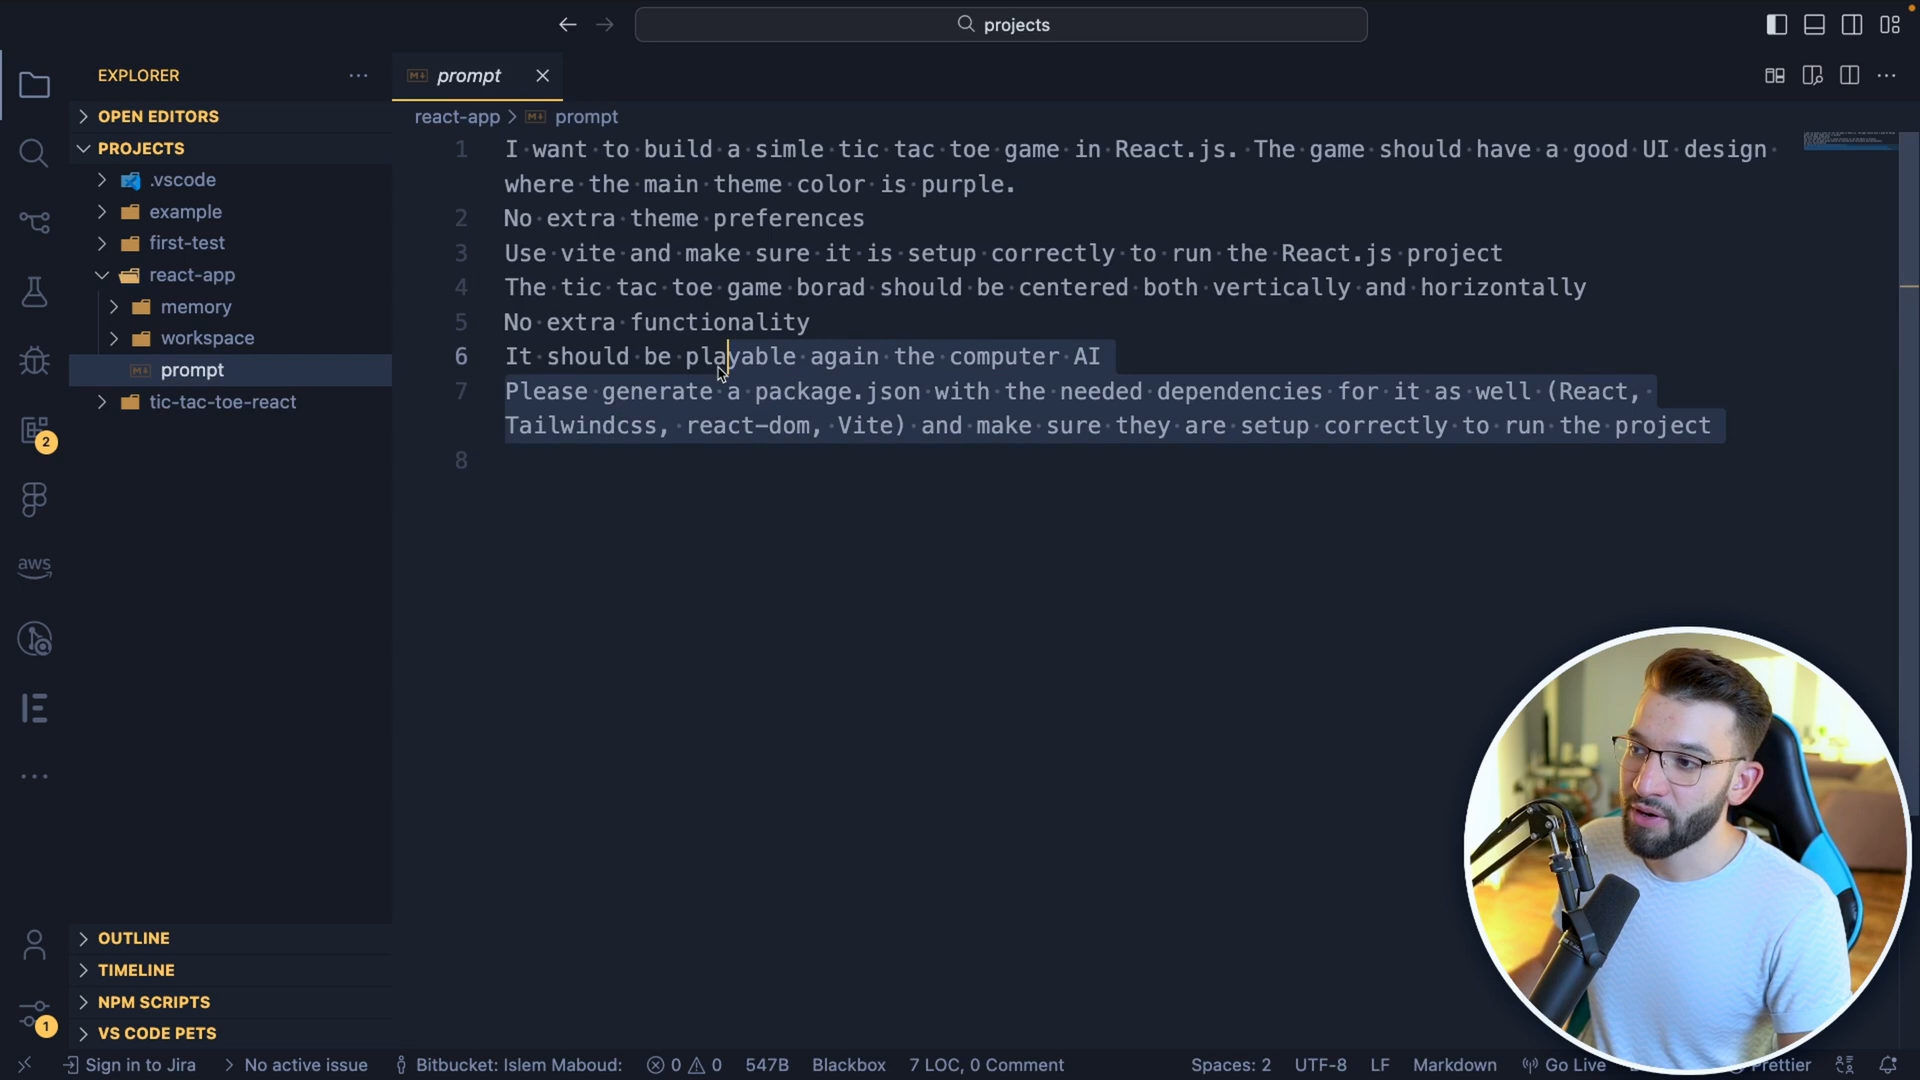 projects
EXPLORER
prompt
OPEN EDITORS
react-app > prompt
PROJECTS
.vscode
example
first-test
react-app
memory
workspace
prompt
tic-tac-toe-react
1 I want to build a simle tic tac toe game in React.js. The game should have a good UI design
where the main theme color is purple.
2 No extra theme preferences
3 Use vite and make sure it is setup correctly to run the React.js project
4 The tic tac toe game borad should be centered both vertically and horizontally
5 No extra functionality
6 It should be playable again the computer AI
7 Please generate a package.json with the needed dependencies for it as well (React,
Tailwindcss, react-dom, Vite) and make sure they are setup correctly to run the project
8
2
aws
OUTLINE
TIMELINE
NPM SCRIPTS
1
VS CODE PETS
Sign in to Jira
No active issue
Bitbucket: Islem Maboud:
0 0
547B
Blackbox
7 LOC, 0 Comment
Spaces: 2
UTF-8
LF
Markdown
Go Live
Prettier